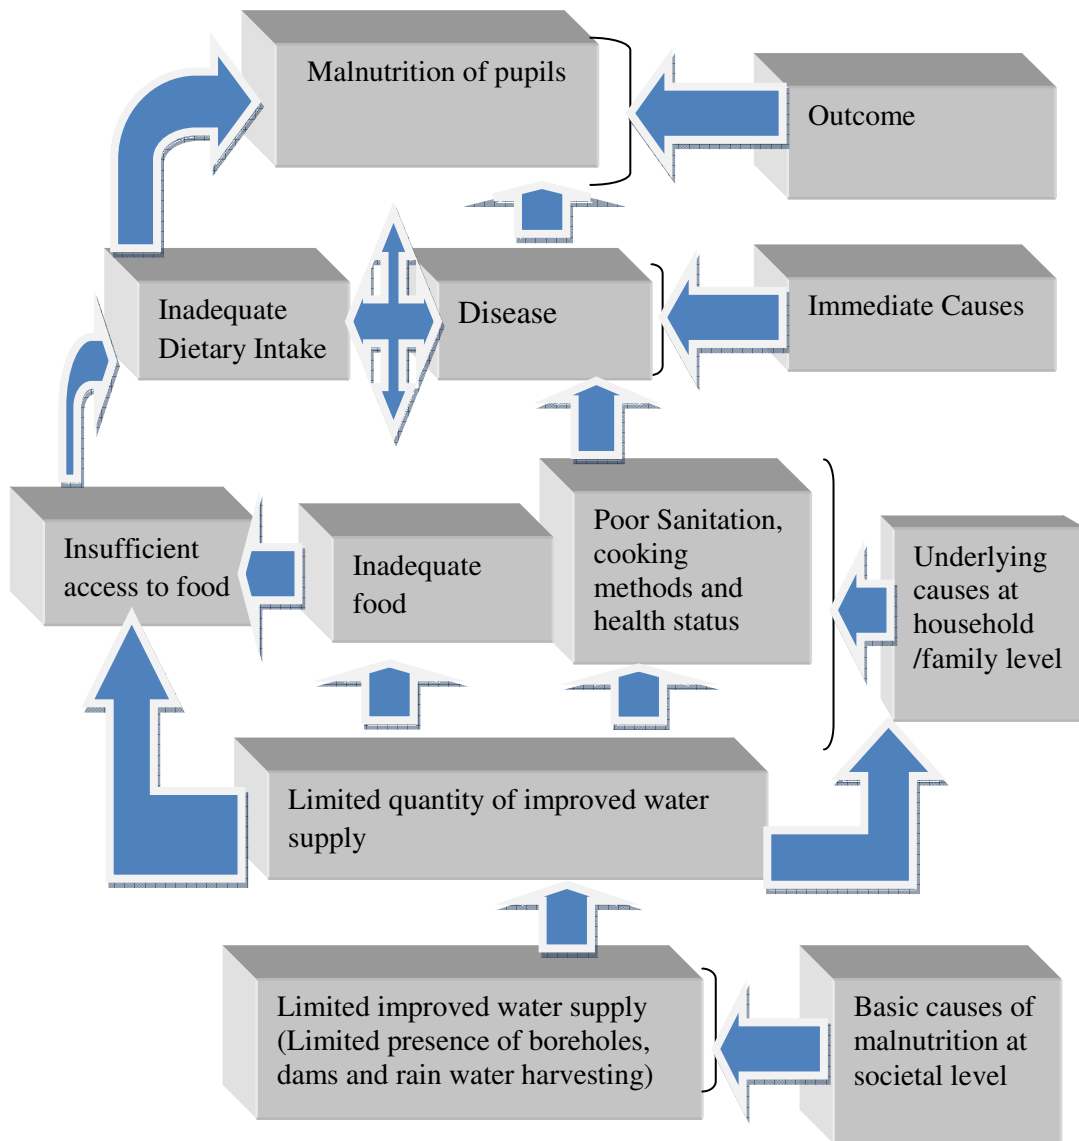 Malnutrition of pupils
Outcome
Inadequate
Dietary Intake
Disease
Immediate Causes
Insufficient
access to food
Inadequate
food
Poor Sanitation,
cooking
methods and
health status
Underlying
causes at
household
/family level
Limited quantity of improved water
supply
Limited improved water supply
(Limited presence of boreholes,
dams and rain water harvesting)
Basic causes of
malnutrition at
societal level